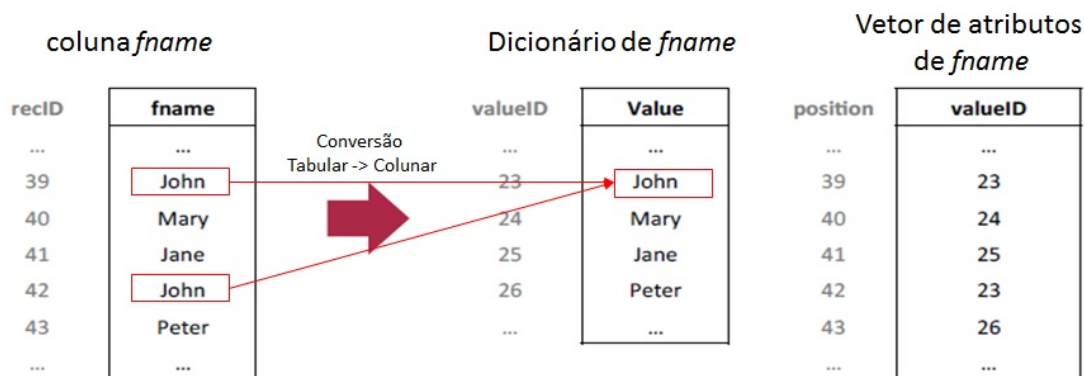 coluna fname
Dicionário de fname
Vetor de atributos
de fname
recID fname
... ...
39 John
40 Mary
41 Jane
42 John
43 Peter
... ...
Conversão
Tabular -> Colunar
valueID Value
... ...
23 John
24 Mary
25 Jane
26 Peter
... ...
position valueID
... ...
39 23
40 24
41 25
42 23
43 26
... ...